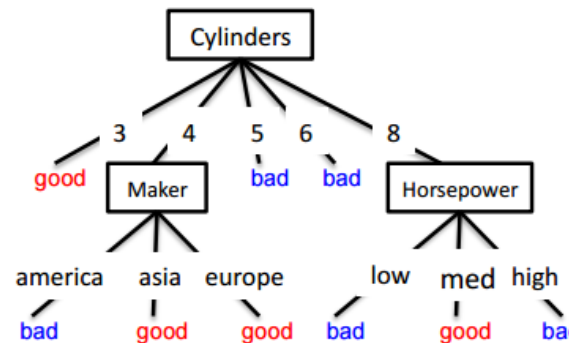 Cylinders
3 4 5 6 8
good Maker bad bad Horsepower
america asia europe low med high
bad good good bad good ba